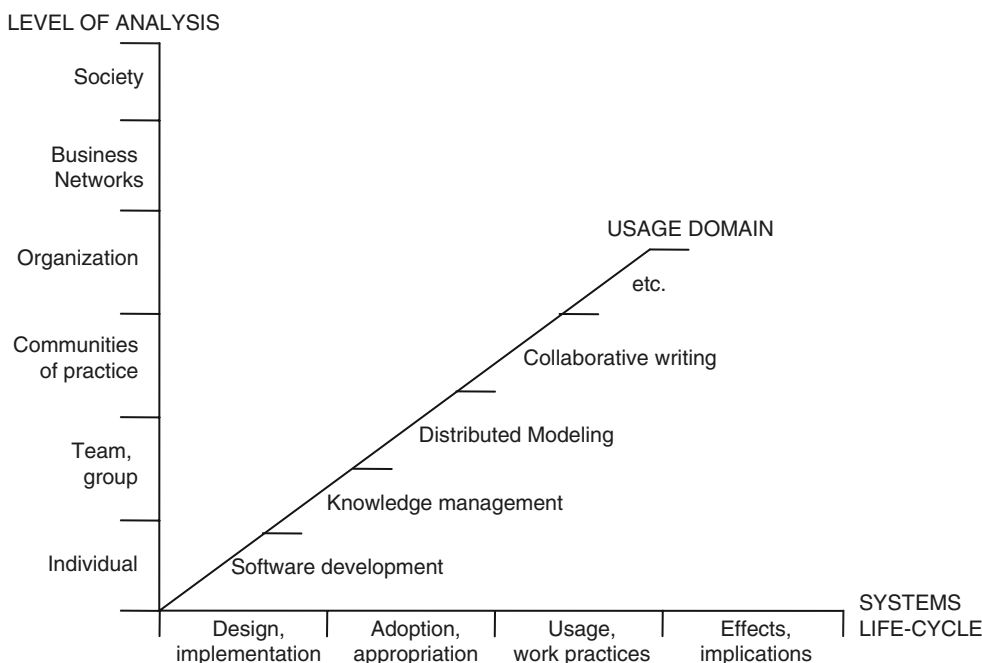 LEVEL OF ANALYSIS
Society
Business
Networks
Organization
Communities
of practice
Team,
group
Individual
USAGE DOMAIN
etc.
Collaborative writing
Distributed Modeling
Knowledge management
Software development
SYSTEMS
LIFE-CYCLE
Design,
implementation
Adoption,
appropriation
Usage,
work practices
Effects,
implications